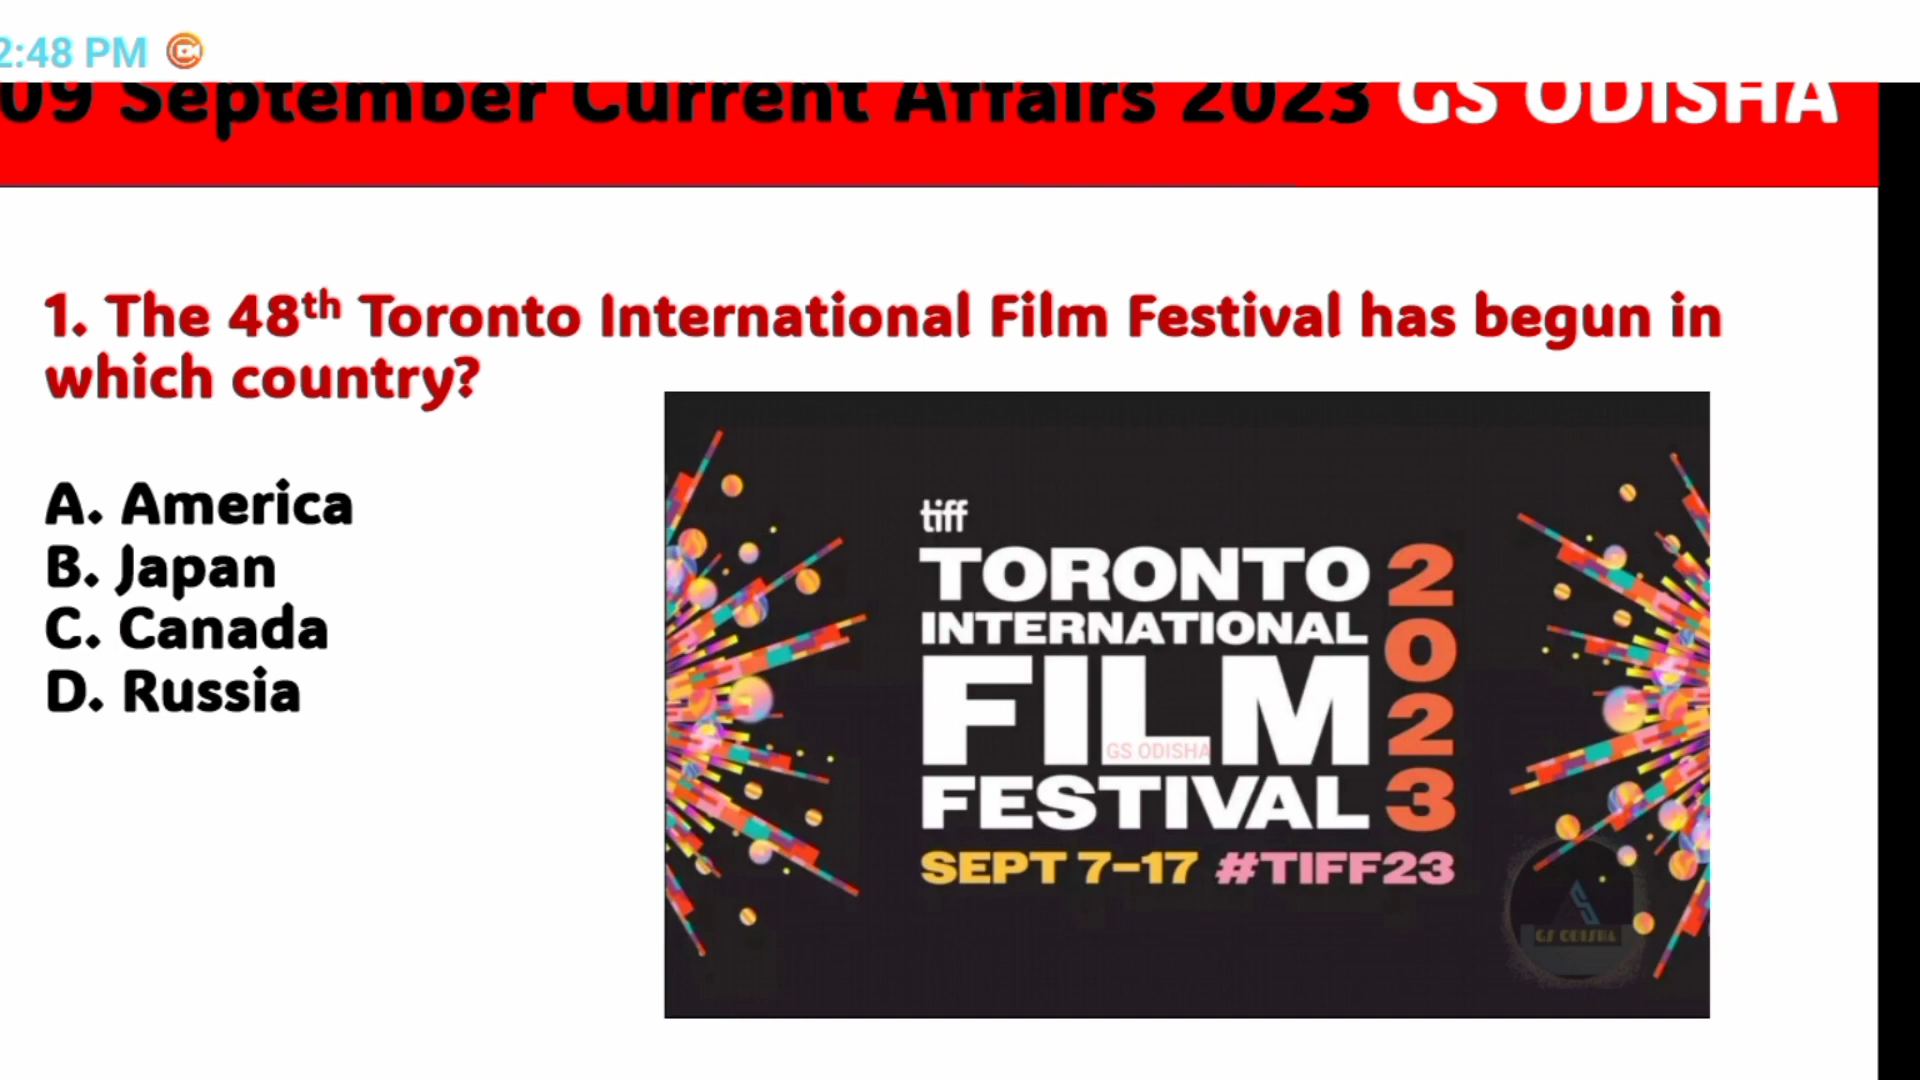 2:48 PM
09 September Current Affairs 2023 GS ODISHA
1. The 48th Toronto International Film Festival has begun in
which country?
A. America
B. Japan
C. Canada
D. Russia
tiff
TORONTO
INTERNATIONAL
FILM
FESTIVAL
2023
SEPT 7-17 #TIFF23
GS ODISHA
GS ODISHA